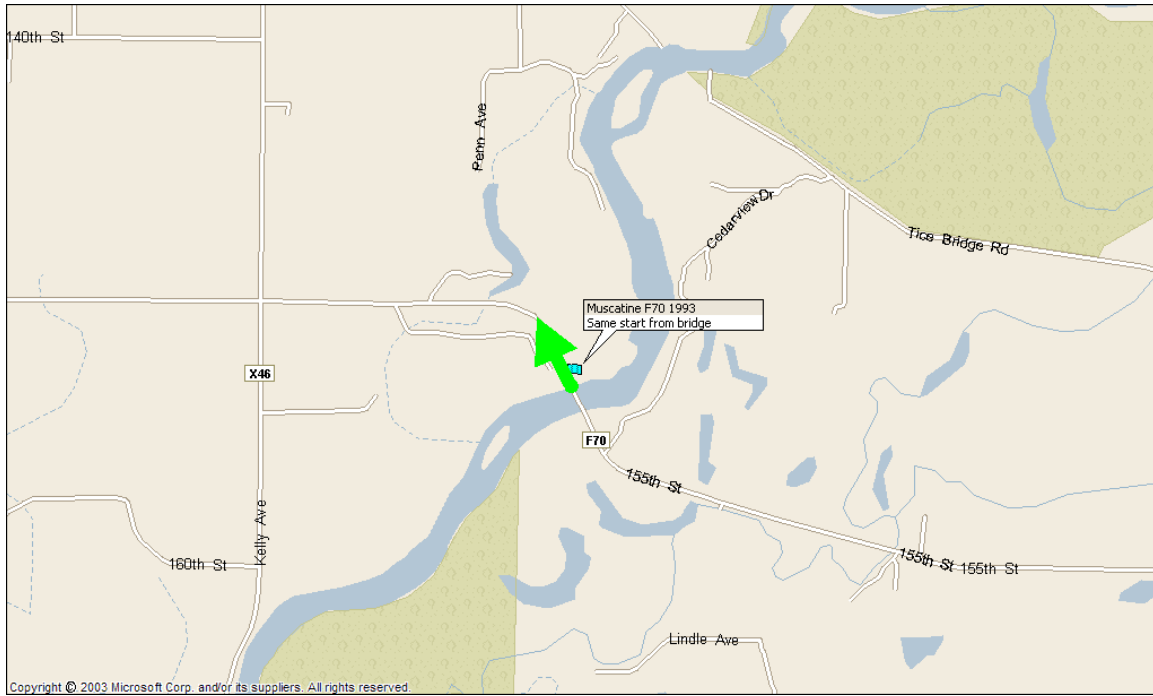 140th St
Penn Ave
Cedarview Dr
Tice Bridge Rd
Muscatine F70 1993
Same start from bridge
X46
F70
155th St
Kelly Ave
160th St
155th St
155th St
Lindle Ave
Copyright © 2003 Microsoft Corp. and/or its suppliers. All rights reserved.